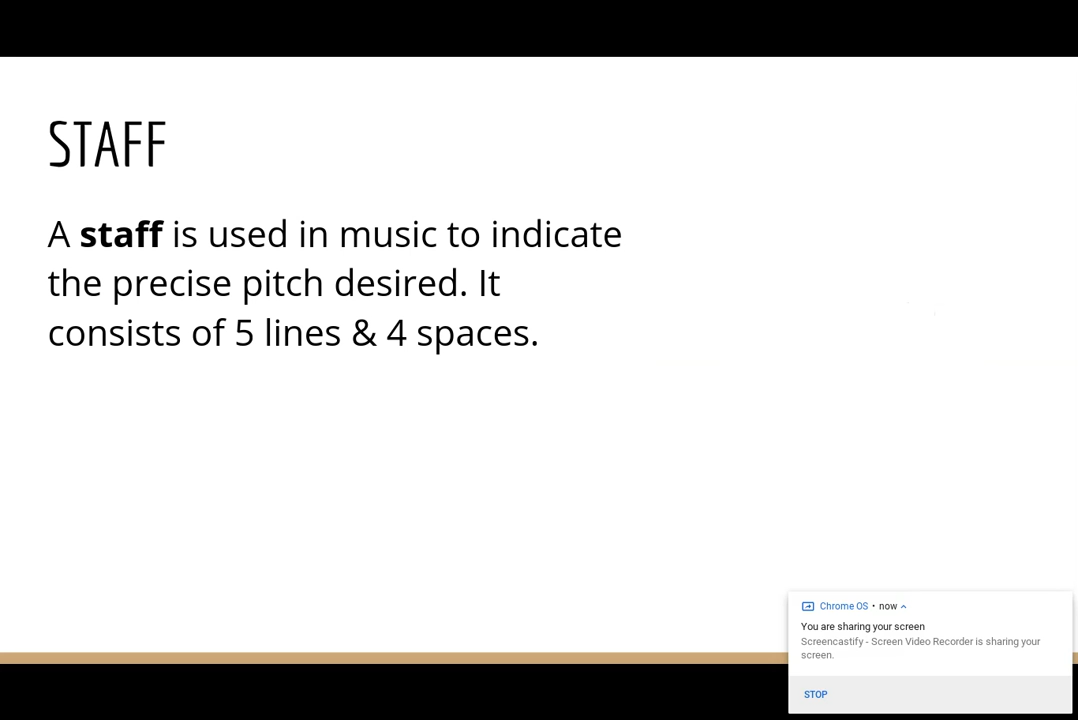 STAFF
A staff is used in music to indicate
the precise pitch desired. It
consists of 5 lines & 4 spaces.
Chrome OS • now
You are sharing your screen
Screencastify - Screen Video Recorder is sharing your
screen.
STOP